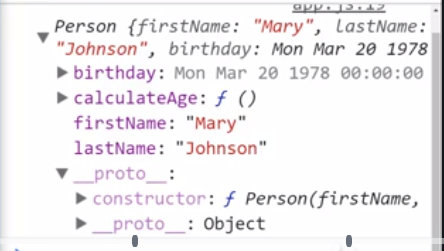 app.js:19
Person {firstName: "Mary", lastName:
"Johnson", birthday: Mon Mar 20 1978
birthday: Mon Mar 20 1978 00:00:00
calculateAge: ƒ ()
firstName: "Mary"
lastName: "Johnson"
__proto__:
constructor: ƒ Person(firstName,
__proto__: Object